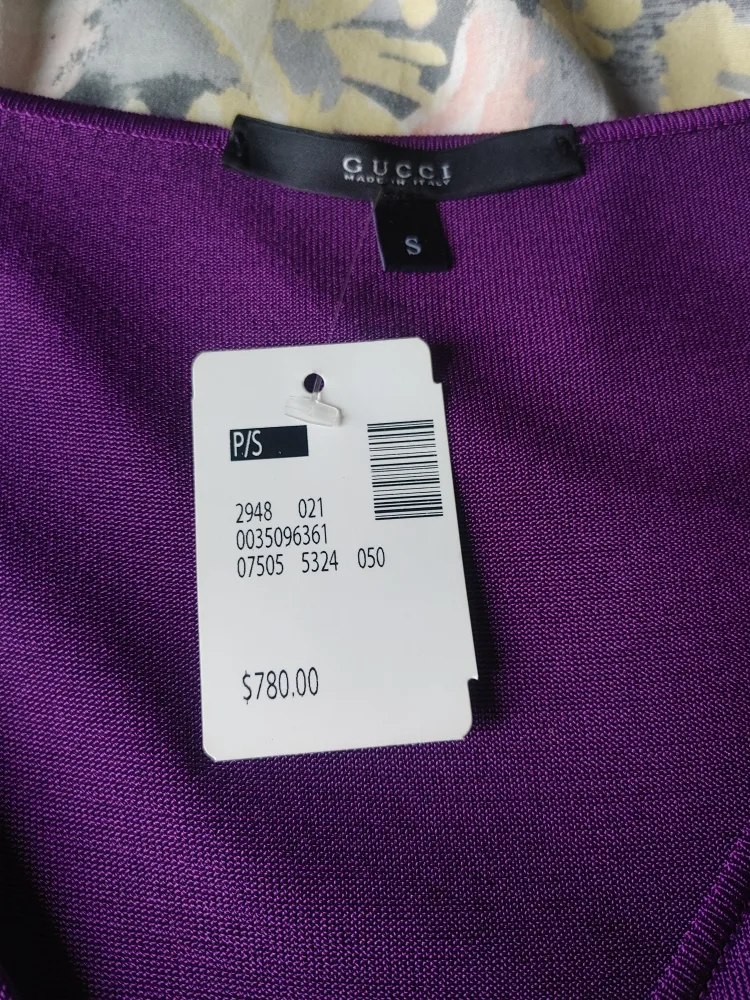 GUCCI
MADE IN ITALY
S
P/S
2948 021
0035096361
07505 5324 050
$780.00